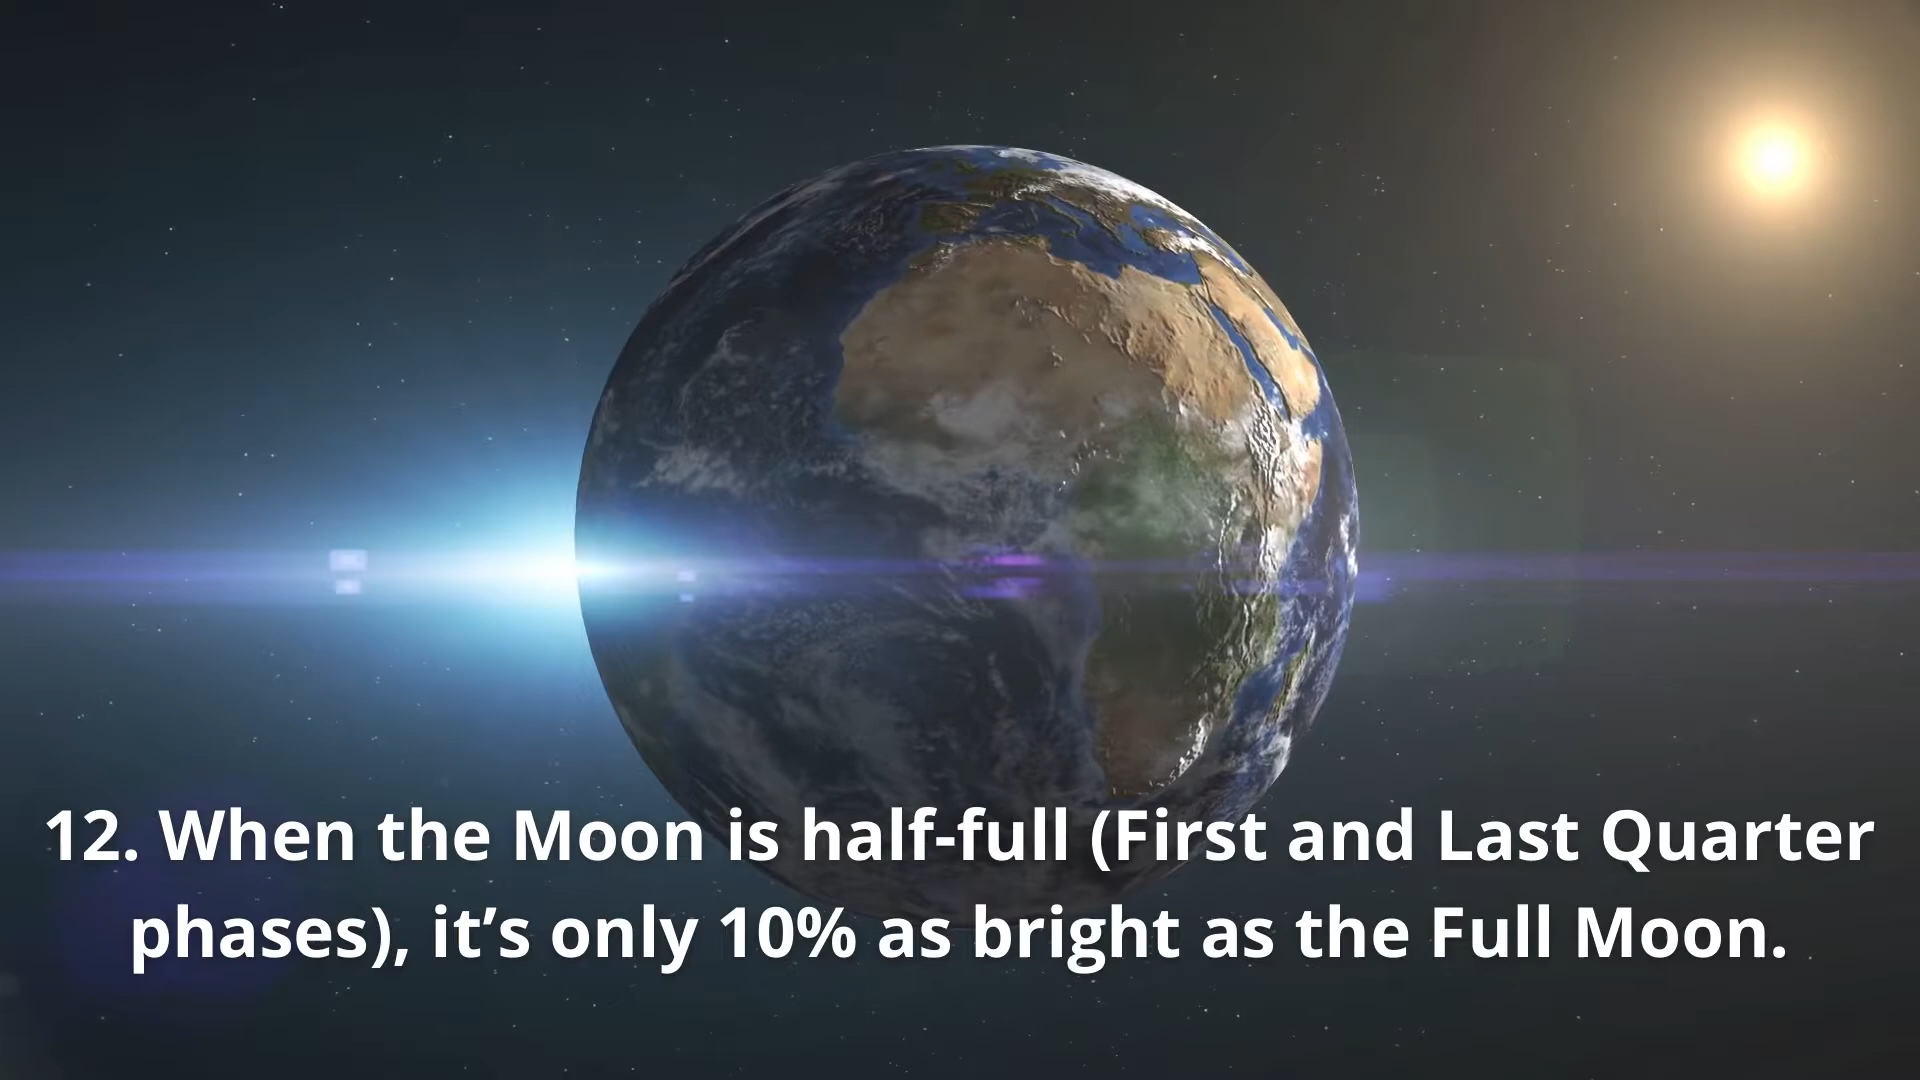 12. When the Moon is half-full (First and Last Quarter
phases), it’s only 10% as bright as the Full Moon.